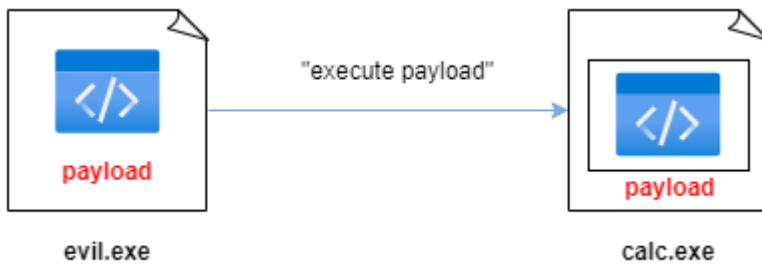 "execute payload"
</>
</>
payload
payload
evil.exe
calc.exe